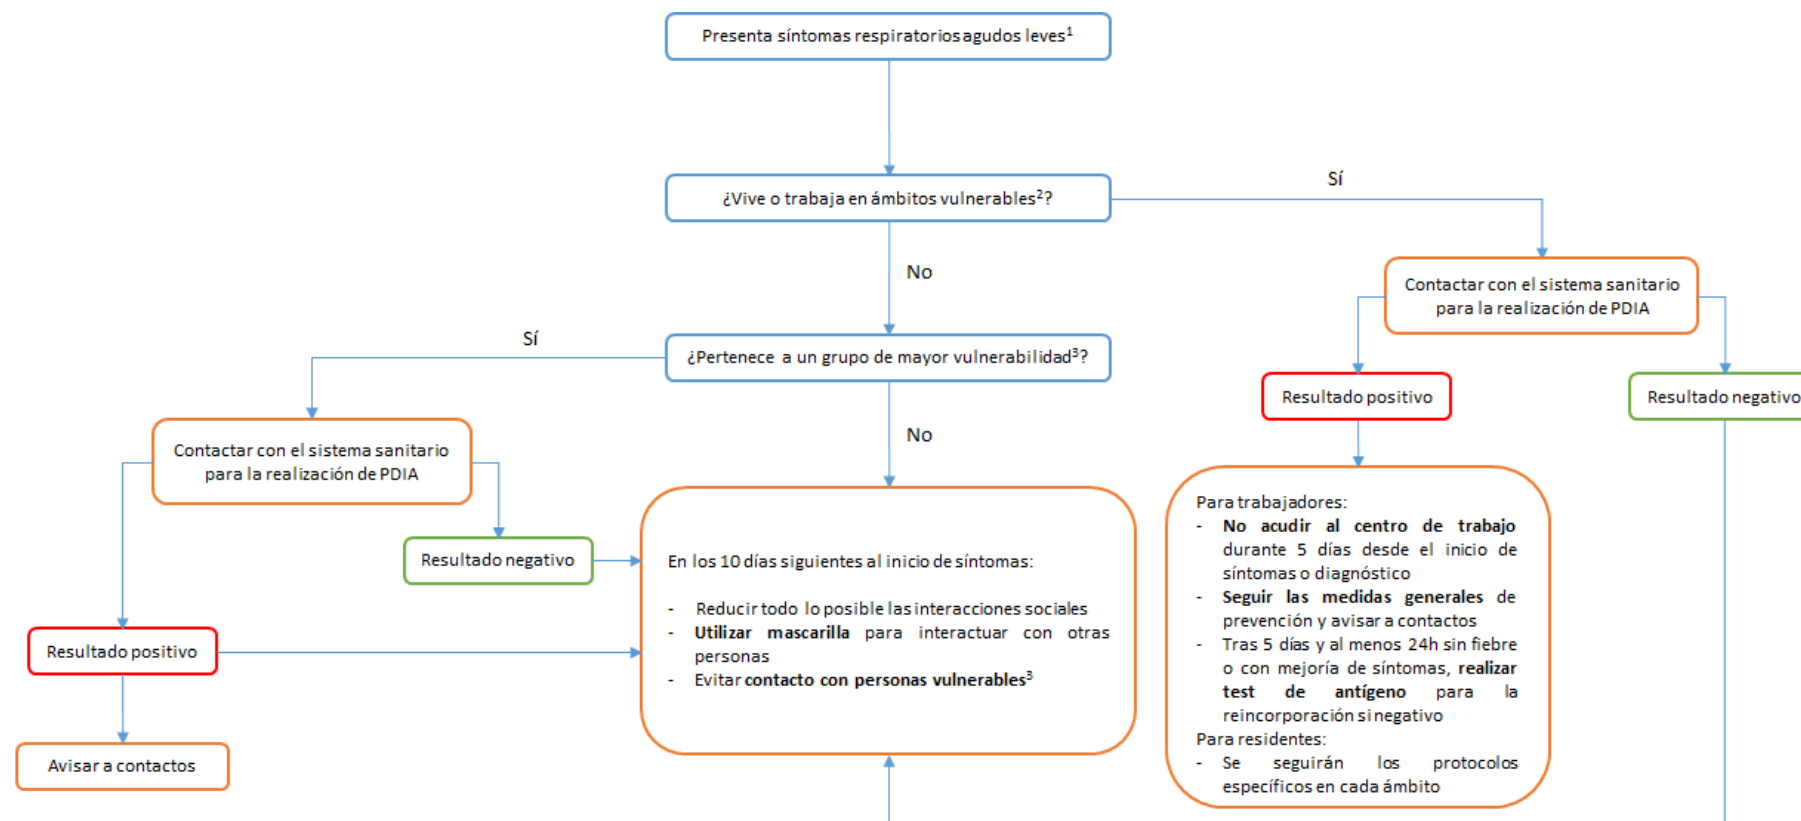 Presenta síntomas respiratorios agudos leves¹
¿Vive o trabaja en ámbitos vulnerables²?
Sí
No
Contactar con el sistema sanitario
para la realización de PDIA
Sí
¿Pertenece a un grupo de mayor vulnerabilidad³?
Resultado positivo
Resultado negativo
No
Contactar con el sistema sanitario
para la realización de PDIA
Resultado negativo
Resultado positivo
Avisar a contactos
En los 10 días siguientes al inicio de síntomas:
- Reducir todo lo posible las interacciones sociales
- Utilizar mascarilla para interactuar con otras
personas
- Evitar contacto con personas vulnerables³
Para trabajadores:
- No acudir al centro de trabajo
durante 5 días desde el inicio de
síntomas o diagnóstico
- Seguir las medidas generales de
prevención y avisar a contactos
- Tras 5 días y al menos 24h sin fiebre
o con mejoría de síntomas, realizar
test de antígeno para la
reincorporación si negativo
Para residentes:
- Se seguirán los protocolos
específicos en cada ámbito